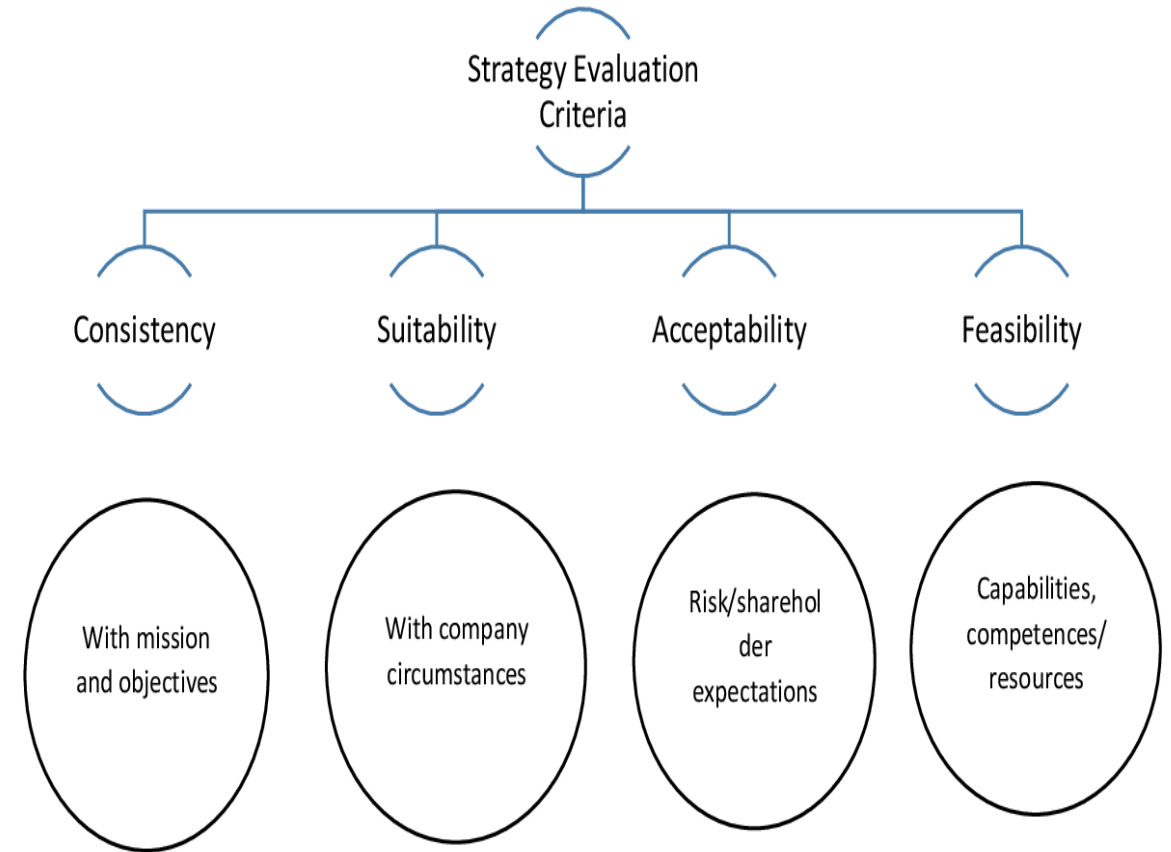 Strategy Evaluation
Criteria
Consistency
Suitability
Acceptability
Feasibility
With mission
and objectives
With company
circumstances
Risk/sharehol
der
expectations
Capabilities,
competences/
resources